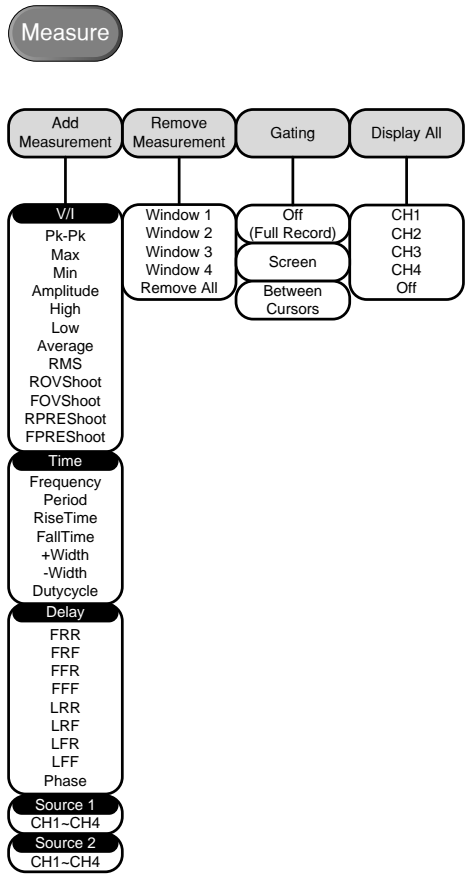 Measure
Add
Measurement
Remove
Measurement
Gating
Display All
V/I
Pk-Pk
Max
Min
Amplitude
High
Low
Average
RMS
ROVShoot
FOVShoot
RPREShoot
FPREShoot
Time
Frequency
Period
RiseTime
FallTime
+Width
-Width
Dutycycle
Delay
FRR
FRF
FFR
FFF
LRR
LRF
LFR
LFF
Phase
Source 1
CH1~CH4
Source 2
CH1~CH4
Window 1
Window 2
Window 3
Window 4
Remove All
Off
(Full Record)
Screen
Between
Cursors
CH1
CH2
CH3
CH4
Off